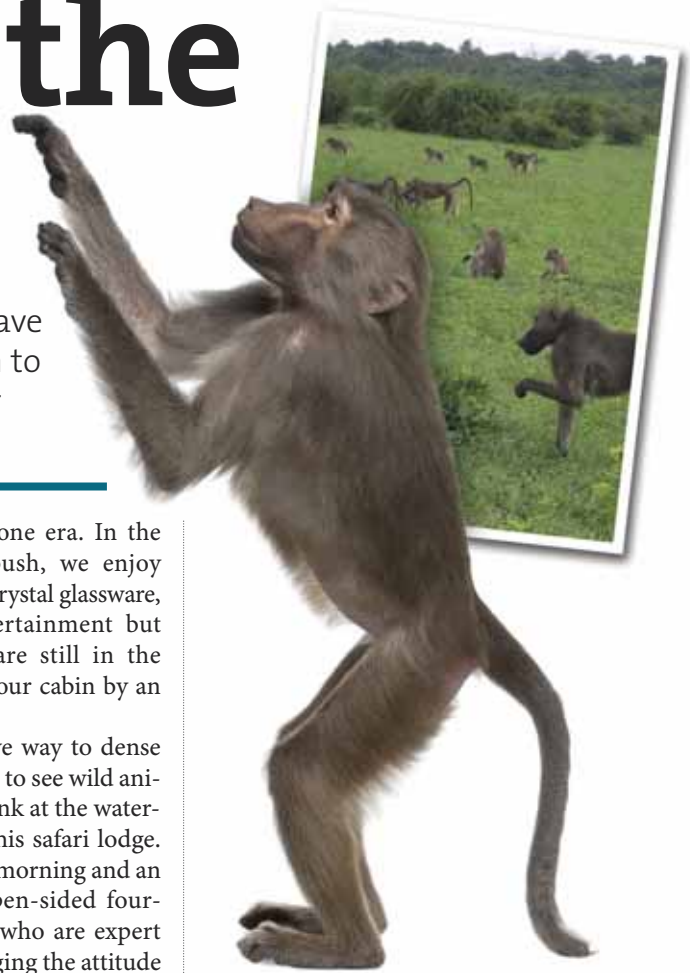 the
ave
to
one era. In the
ush, we enjoy
rystal glassware,
ertainment but
are still in the
our cabin by an
ve way to dense
to see wild ani-
nk at the water-
his safari lodge.
morning and an
pen-sided four-
who are expert
ging the attitude